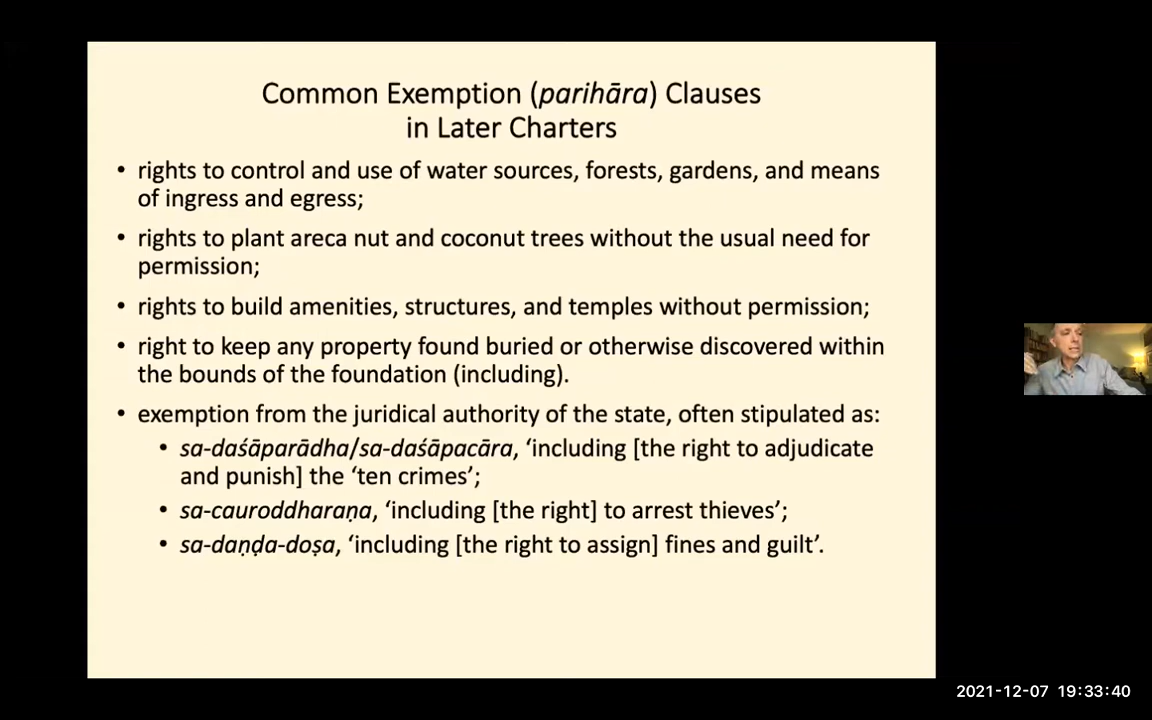 Common Exemption (parihāra) Clauses
in Later Charters
• rights to control and use of water sources, forests, gardens, and means
of ingress and egress;
• rights to plant areca nut and coconut trees without the usual need for
permission;
• rights to build amenities, structures, and temples without permission;
• right to keep any property found buried or otherwise discovered within
the bounds of the foundation (including).
• exemption from the juridical authority of the state, often stipulated as:
• sa-daśāparādha/sa-daśāpacāra, ‘including [the right to adjudicate
and punish] the ‘ten crimes’;
• sa-cauroddharaṇa, ‘including [the right] to arrest thieves’;
• sa-daṇḍa-doṣa, ‘including [the right to assign] fines and guilt’.
2021-12-07 19:33:40